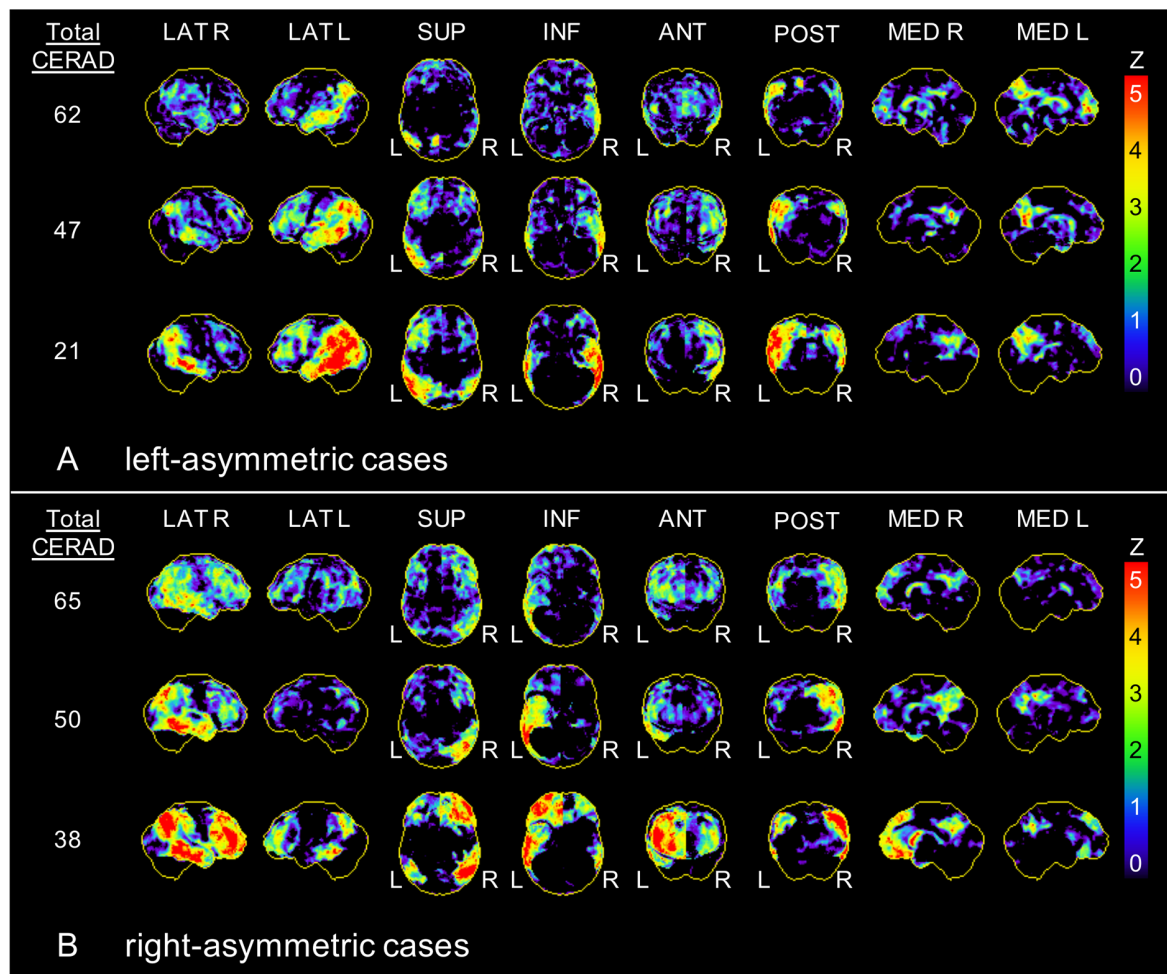 Total CERAD LAT R LAT L SUP INF ANT POST MED R MED L Z
62
L R L R L R L R
47
L R L R L R L R
21
L R L R L R L R
5
4
3
2
1
0
A left-asymmetric cases
Total CERAD LAT R LAT L SUP INF ANT POST MED R MED L Z
65
L R L R L R L R
50
L R L R L R L R
38
L R L R L R L R
5
4
3
2
1
0
B right-asymmetric cases